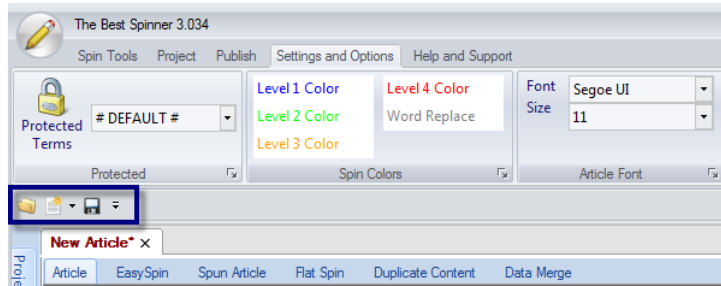 The Best Spinner 3.034
Spin Tools Project Publish Settings and Options Help and Support
Protected Terms
# DEFAULT #
Protected
Level 1 Color
Level 2 Color
Level 3 Color
Level 4 Color
Word Replace
Spin Colors
Font Segoe UI
Size 11
Article Font
New Article* x
Article EasySpin Spun Article Flat Spin Duplicate Content Data Merge